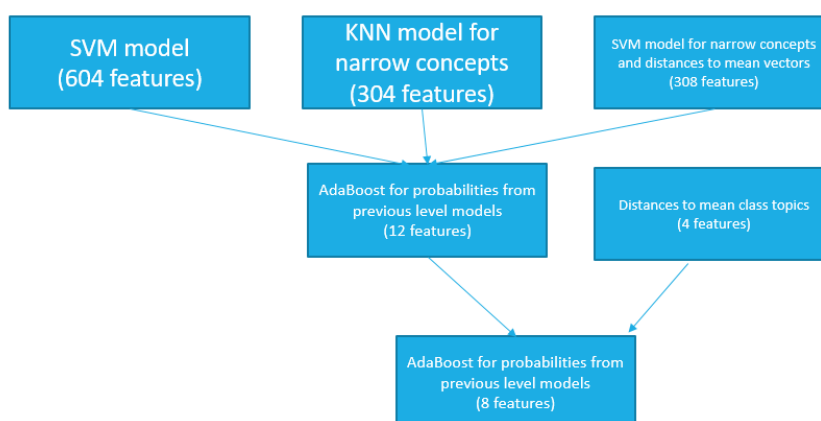 SVM model
(604 features)
KNN model for
narrow concepts
(304 features)
SVM model for narrow concepts
and distances to mean vectors
(308 features)
AdaBoost for probabilities from
previous level models
(12 features)
Distances to mean class topics
(4 features)
AdaBoost for probabilities from
previous level models
(8 features)